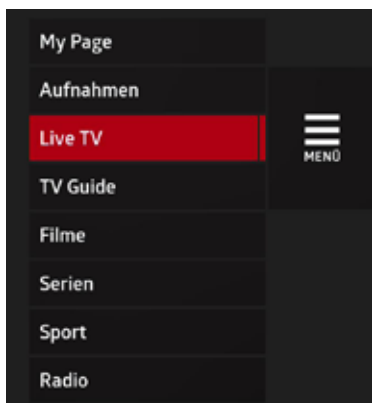 My Page
Aufnahmen
Live TV
MENÜ
TV Guide
Filme
Serien
Sport
Radio